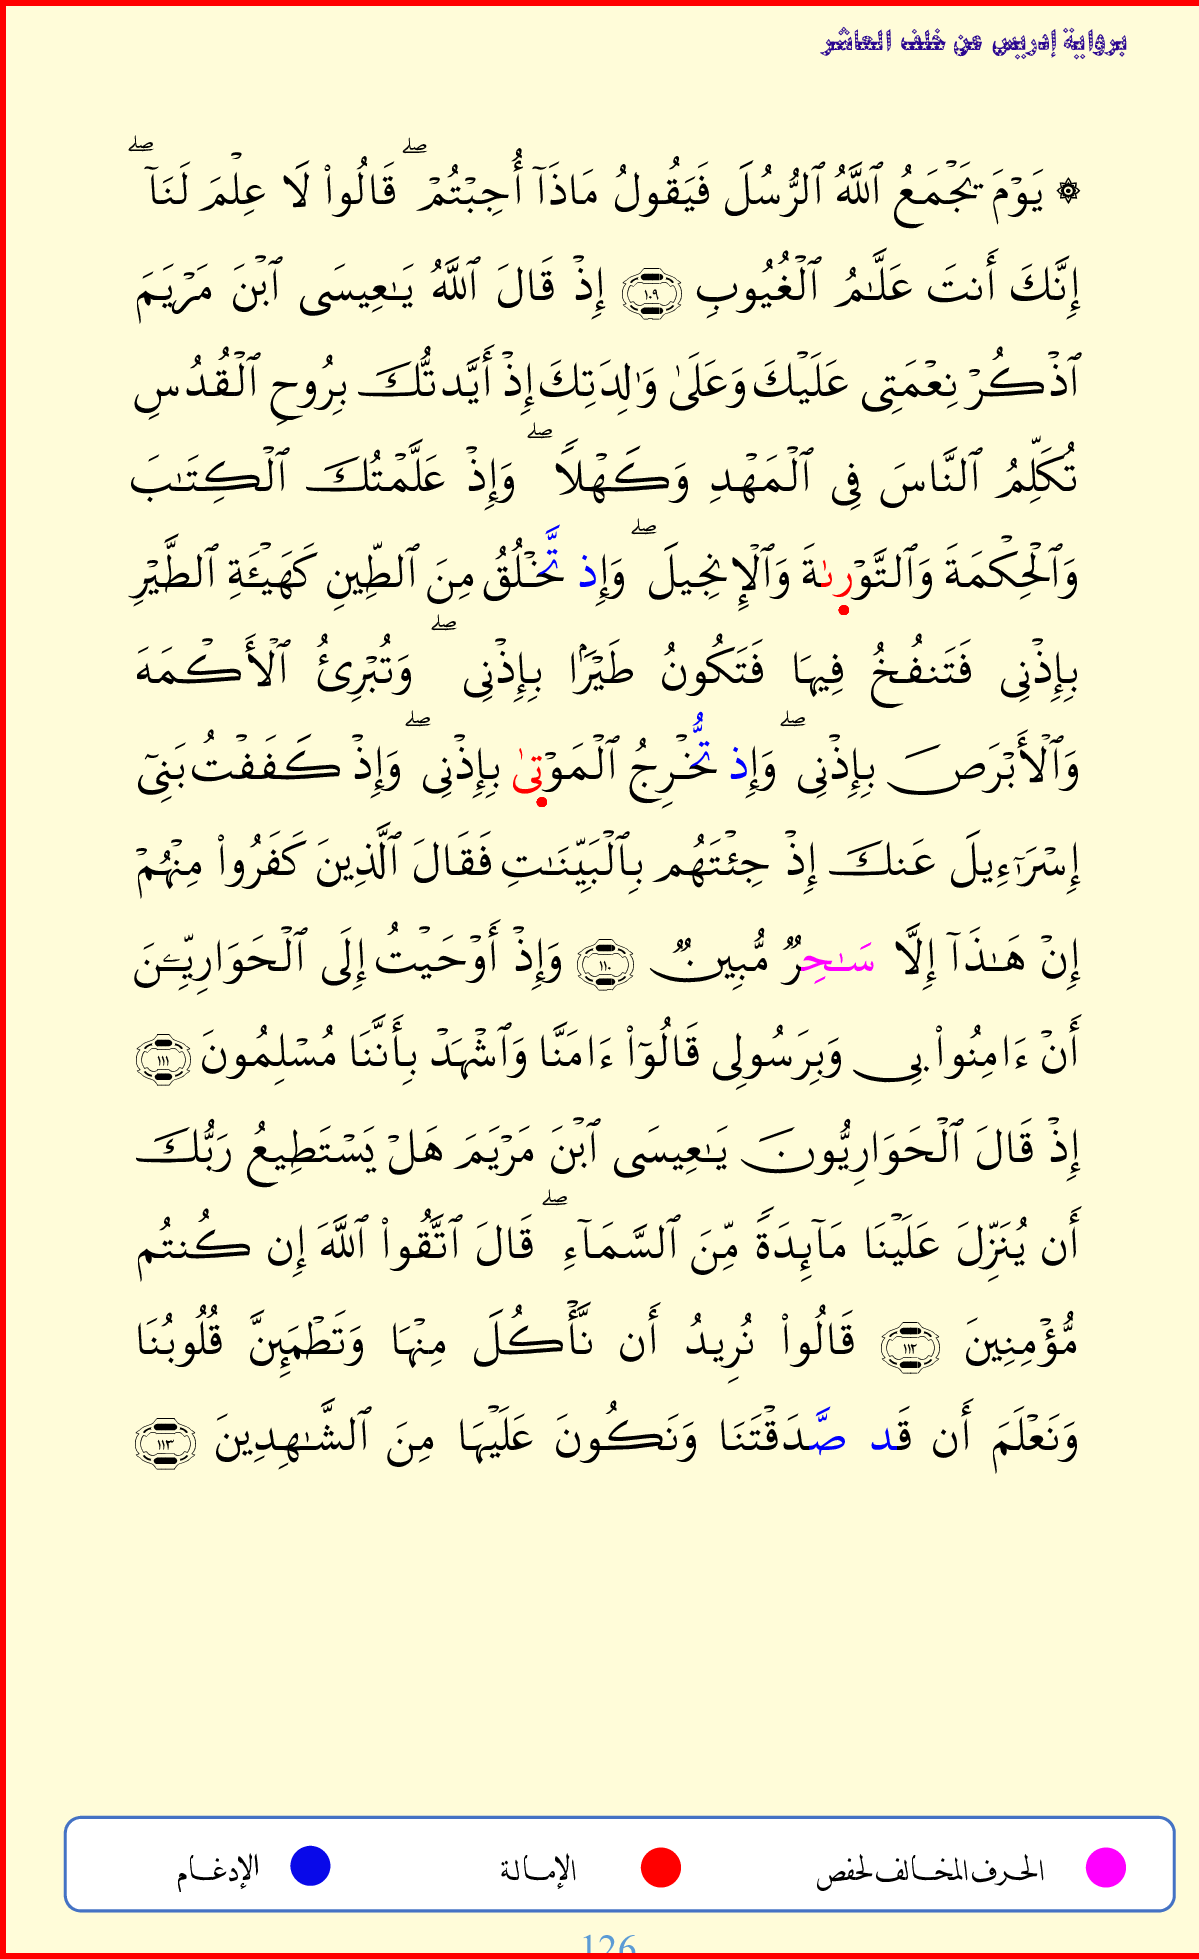 برواية إدريس عن خلف العاشر
۞ يَوۡمَ يَجۡمَعُ ٱللَّهُ ٱلرُّسُلَ فَيَقُولُ مَاذَآ أُجِبۡتُمۡۖ قَالُواْ لَا عِلۡمَ لَنَآۖ
إِنَّكَ أَنتَ عَلَّٰمُ ٱلۡغُيُوبِ ١٠٩ إِذۡ قَالَ ٱللَّهُ يَٰعِيسَى ٱبۡنَ مَرۡيَمَ
ٱذۡكُرۡ نِعۡمَتِي عَلَيۡكَ وَعَلَىٰ وَٰلِدَتِكَ إِذۡ أَيَّدتُّكَ بِرُوحِ ٱلۡقُدُسِ
تُكَلِّمُ ٱلنَّاسَ فِي ٱلۡمَهۡدِ وَكَهۡلٗاۖ وَإِذۡ عَلَّمۡتُكَ ٱلۡكِتَٰبَ
وَٱلۡحِكۡمَةَ وَٱلتَّوۡرىٰةَ وَٱلۡإِنجِيلَۖ وَإِذ تَّخۡلُقُ مِنَ ٱلطِّينِ كَهَيۡـَٔةِ ٱلطَّيۡرِ
بِإِذۡنِي فَتَنفُخُ فِيهَا فَتَكُونُ طَيۡرَۢا بِإِذۡنِيۖ وَتُبۡرِئُ ٱلۡأَكۡمَهَ
وَٱلۡأَبۡرَصَ بِإِذۡنِيۖ وَإِذ تُّخۡرِجُ ٱلۡمَوۡتىٰ بِإِذۡنِيۖ وَإِذۡ كَفَفۡتُ بَنِيٓ
إِسۡرَٰٓءِيلَ عَنكَ إِذۡ جِئۡتَهُم بِٱلۡبَيِّنَٰتِ فَقَالَ ٱلَّذِينَ كَفَرُواْ مِنۡهُمۡ
إِنۡ هَٰذَآ إِلَّا سَٰحِرٞ مُّبِينٞ ١١٠ وَإِذۡ أَوۡحَيۡتُ إِلَى ٱلۡحَوَارِيِّـۧنَ
أَنۡ ءَامِنُواْ بِي وَبِرَسُولِي قَالُوٓاْ ءَامَنَّا وَٱشۡهَدۡ بِأَنَّنَا مُسۡلِمُونَ ١١١
إِذۡ قَالَ ٱلۡحَوَارِيُّونَ يَٰعِيسَى ٱبۡنَ مَرۡيَمَ هَلۡ يَسۡتَطِيعُ رَبُّكَ
أَن يُنَزِّلَ عَلَيۡنَا مَآئِدَةٗ مِّنَ ٱلسَّمَآءِۖ قَالَ ٱتَّقُواْ ٱللَّهَ إِن كُنتُم
مُّؤۡمِنِينَ ١١٢ قَالُواْ نُرِيدُ أَن نَّأۡكُلَ مِنۡهَا وَتَطۡمَئِنَّ قُلُوبُنَا
وَنَعۡلَمَ أَن قَد صَّدَقۡتَنَا وَنَكُونَ عَلَيۡهَا مِنَ ٱلشَّٰهِدِينَ ١١٣
الحرف المخالف لحفص الإمالة الإدغام
126